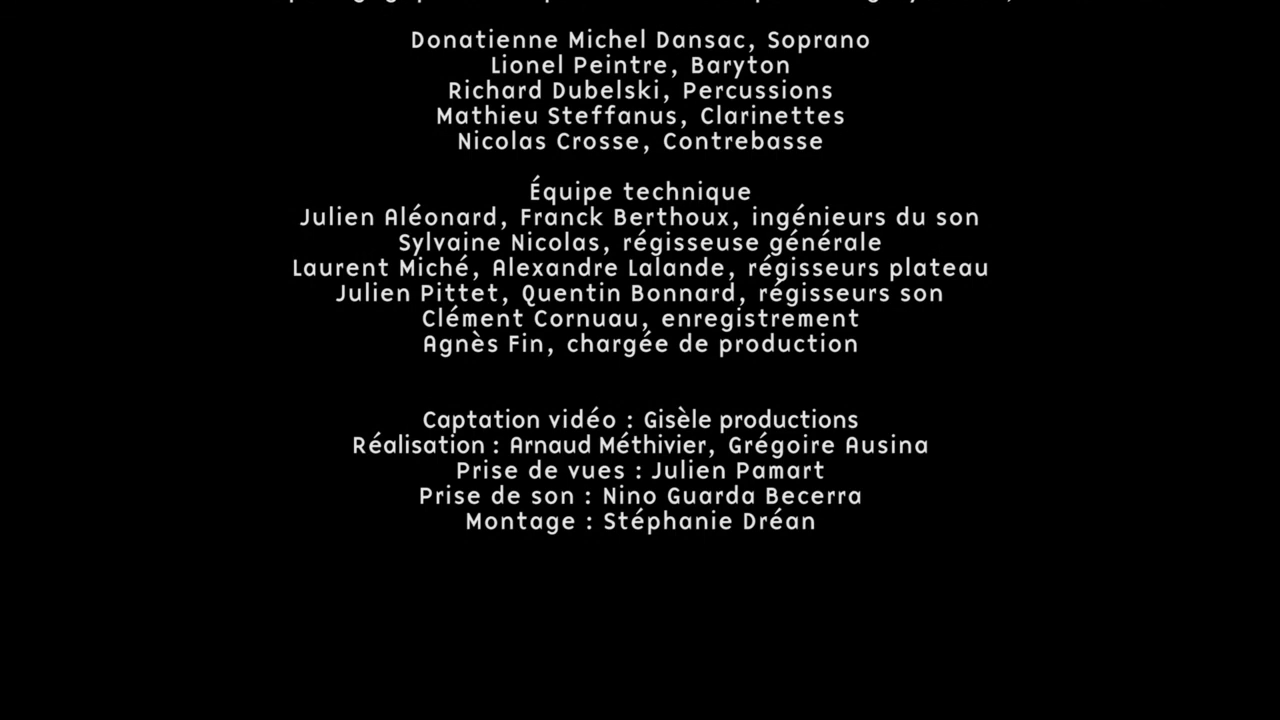 Donatienne Michel Dansac, Soprano
Lionel Peintre, Baryton
Richard Dubelski, Percussions
Mathieu Steffanus, Clarinettes
Nicolas Crosse, Contrebasse
Équipe technique
Julien Aléonard, Franck Berthoux, ingénieurs du son
Sylvaine Nicolas, régisseuse générale
Laurent Miché, Alexandre Lalande, régisseurs plateau
Julien Pittet, Quentin Bonnard, régisseurs son
Clément Cornuau, enregistrement
Agnès Fin, chargée de production
Captation vidéo : Gisèle productions
Réalisation : Arnaud Méthivier, Grégoire Ausina
Prise de vues : Julien Pamart
Prise de son : Nino Guarda Becerra
Montage : Stéphanie Dréan